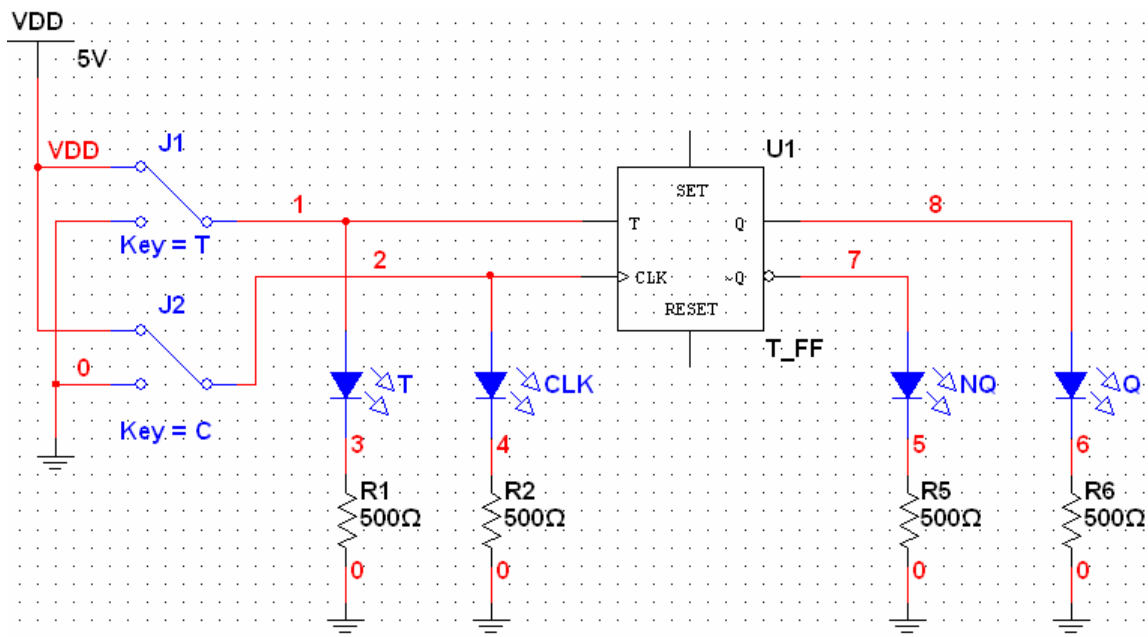 VDD
5V
VDD
J1
1
Key = T
2
J2
0
Key = C
U1
SET
T
Q
CLK
~Q
RESET
T_FF
8
7
T
CLK
NQ
Q
3
4
5
6
R1
500Ω
R2
500Ω
R5
500Ω
R6
500Ω
0
0
0
0